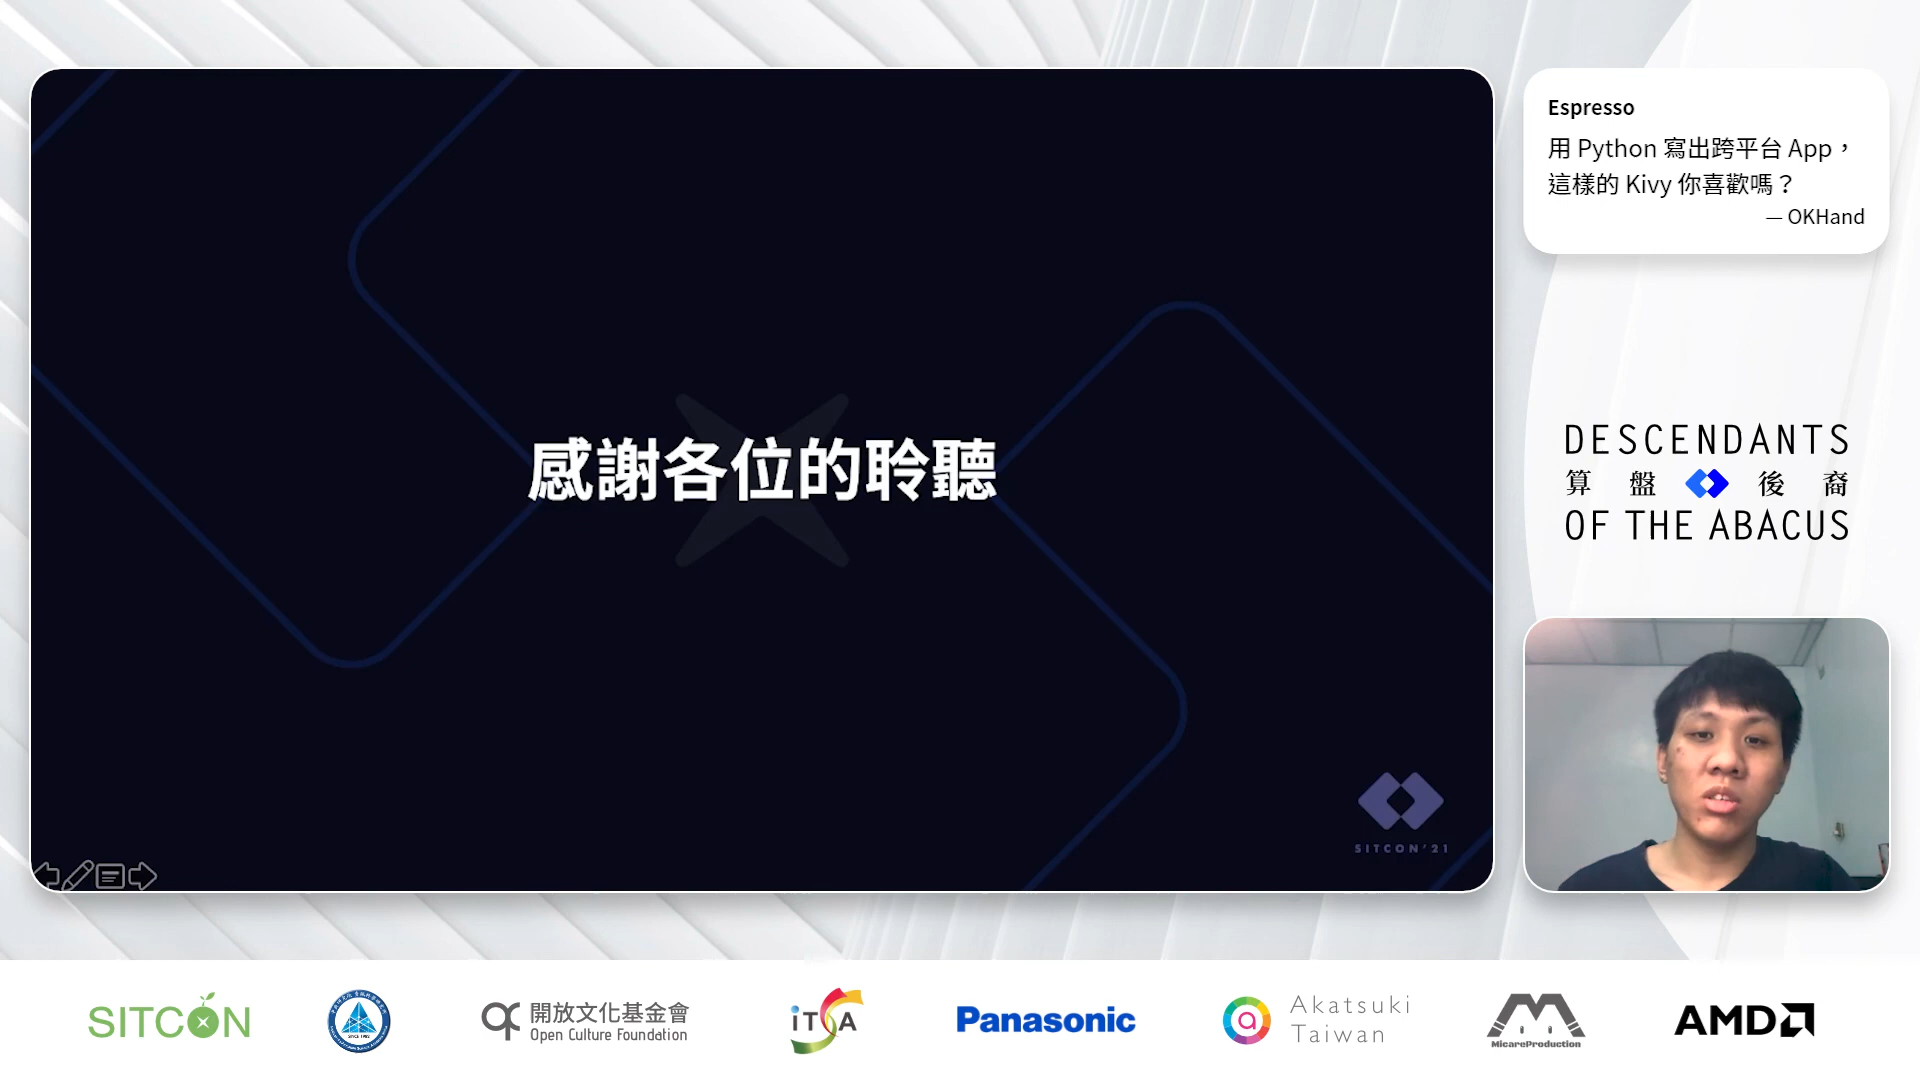 感謝各位的聆聽
SITCON'21
Espresso
用 Python 寫出跨平台 App，
這樣的 Kivy 你喜歡嗎？
— OKHand
DESCENDANTS
算盤後裔
OF THE ABACUS
SITCON
開放文化基金會
Open Culture Foundation
iTSA
Panasonic
Akatsuki
Taiwan
MicareProduction
AMD